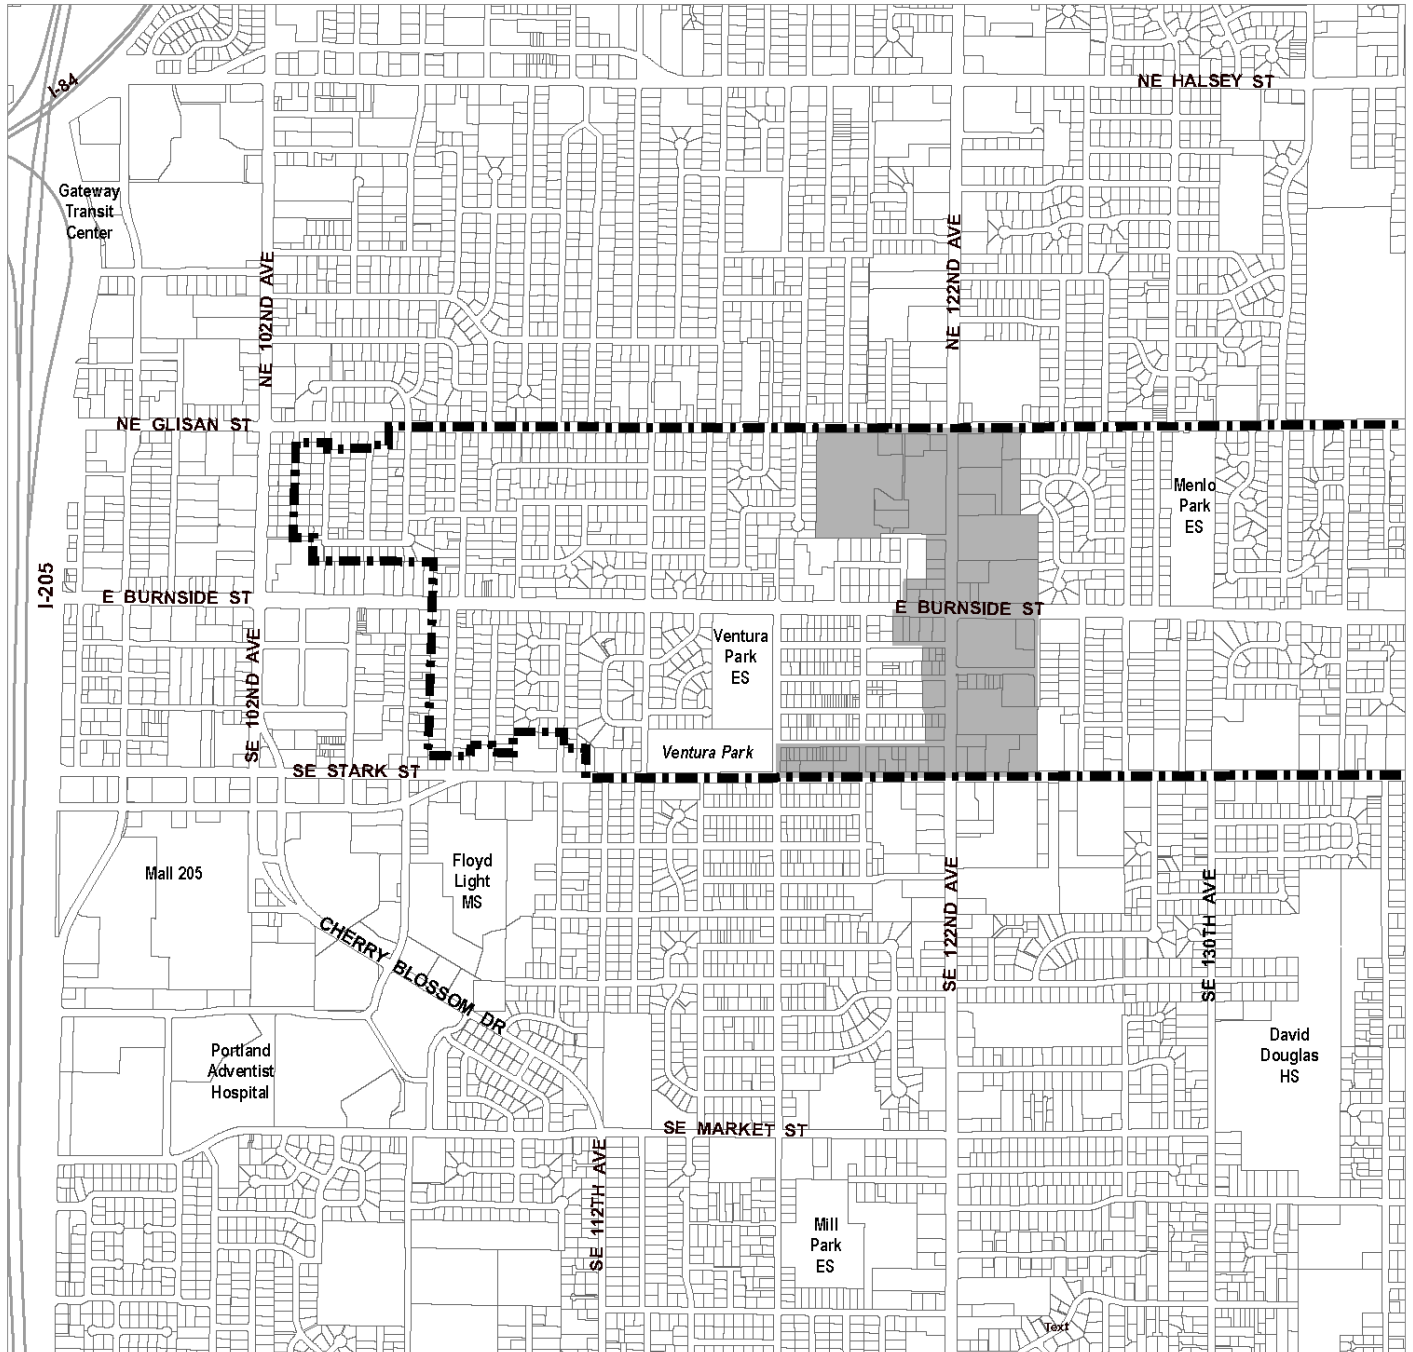 I-84
NE HALSEY ST
Gateway
Transit
Center
NE 102ND AVE
NE 122ND AVE
NE GLISAN ST
Menlo
Park
ES
I-205
E BURNSIDE ST
E BURNSIDE ST
SE 102ND AVE
Ventura
Park
ES
Ventura Park
SE STARK ST
Mall 205
Floyd
Light
MS
SE 122ND AVE
SE 130TH AVE
CHERRY BLOSSOM DR
Portland
Adventist
Hospital
David
Douglas
HS
SE MARKET ST
SE 112TH AVE
Mill
Park
ES
Text